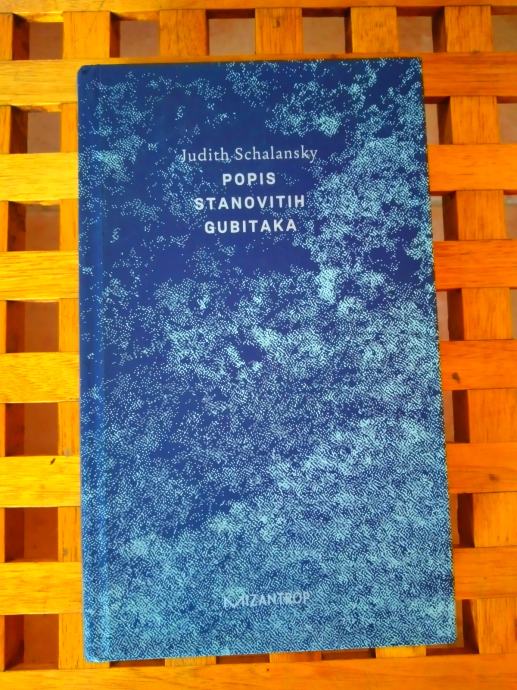 Judith Schalansky
POPIS
STANOVITIH
GUBITAKA
MIZANTROP